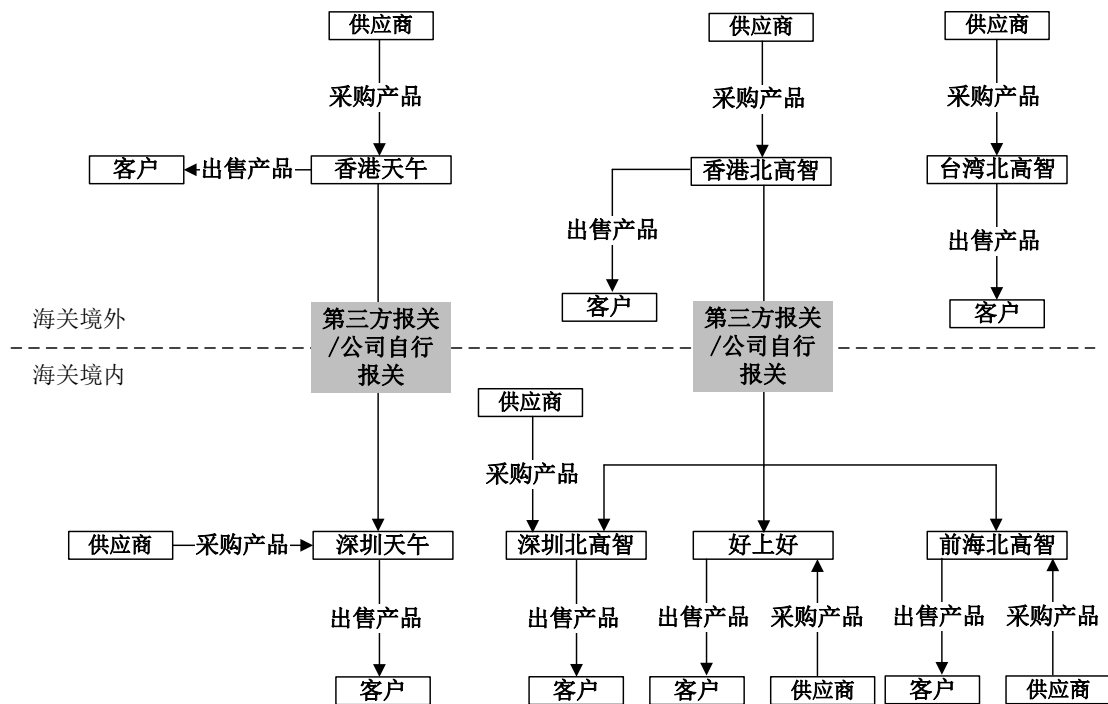 供应商
供应商
供应商
采购产品
采购产品
采购产品
客户
出售产品
香港天午
香港北高智
台湾北高智
出售产品
出售产品
客户
客户
海关境外
第三方报关
/公司自行
报关
第三方报关
/公司自行
报关
海关境内
供应商
采购产品
供应商
采购产品
深圳天午
深圳北高智
好上好
前海北高智
出售产品
出售产品
出售产品
采购产品
出售产品
采购产品
客户
客户
客户
供应商
客户
供应商